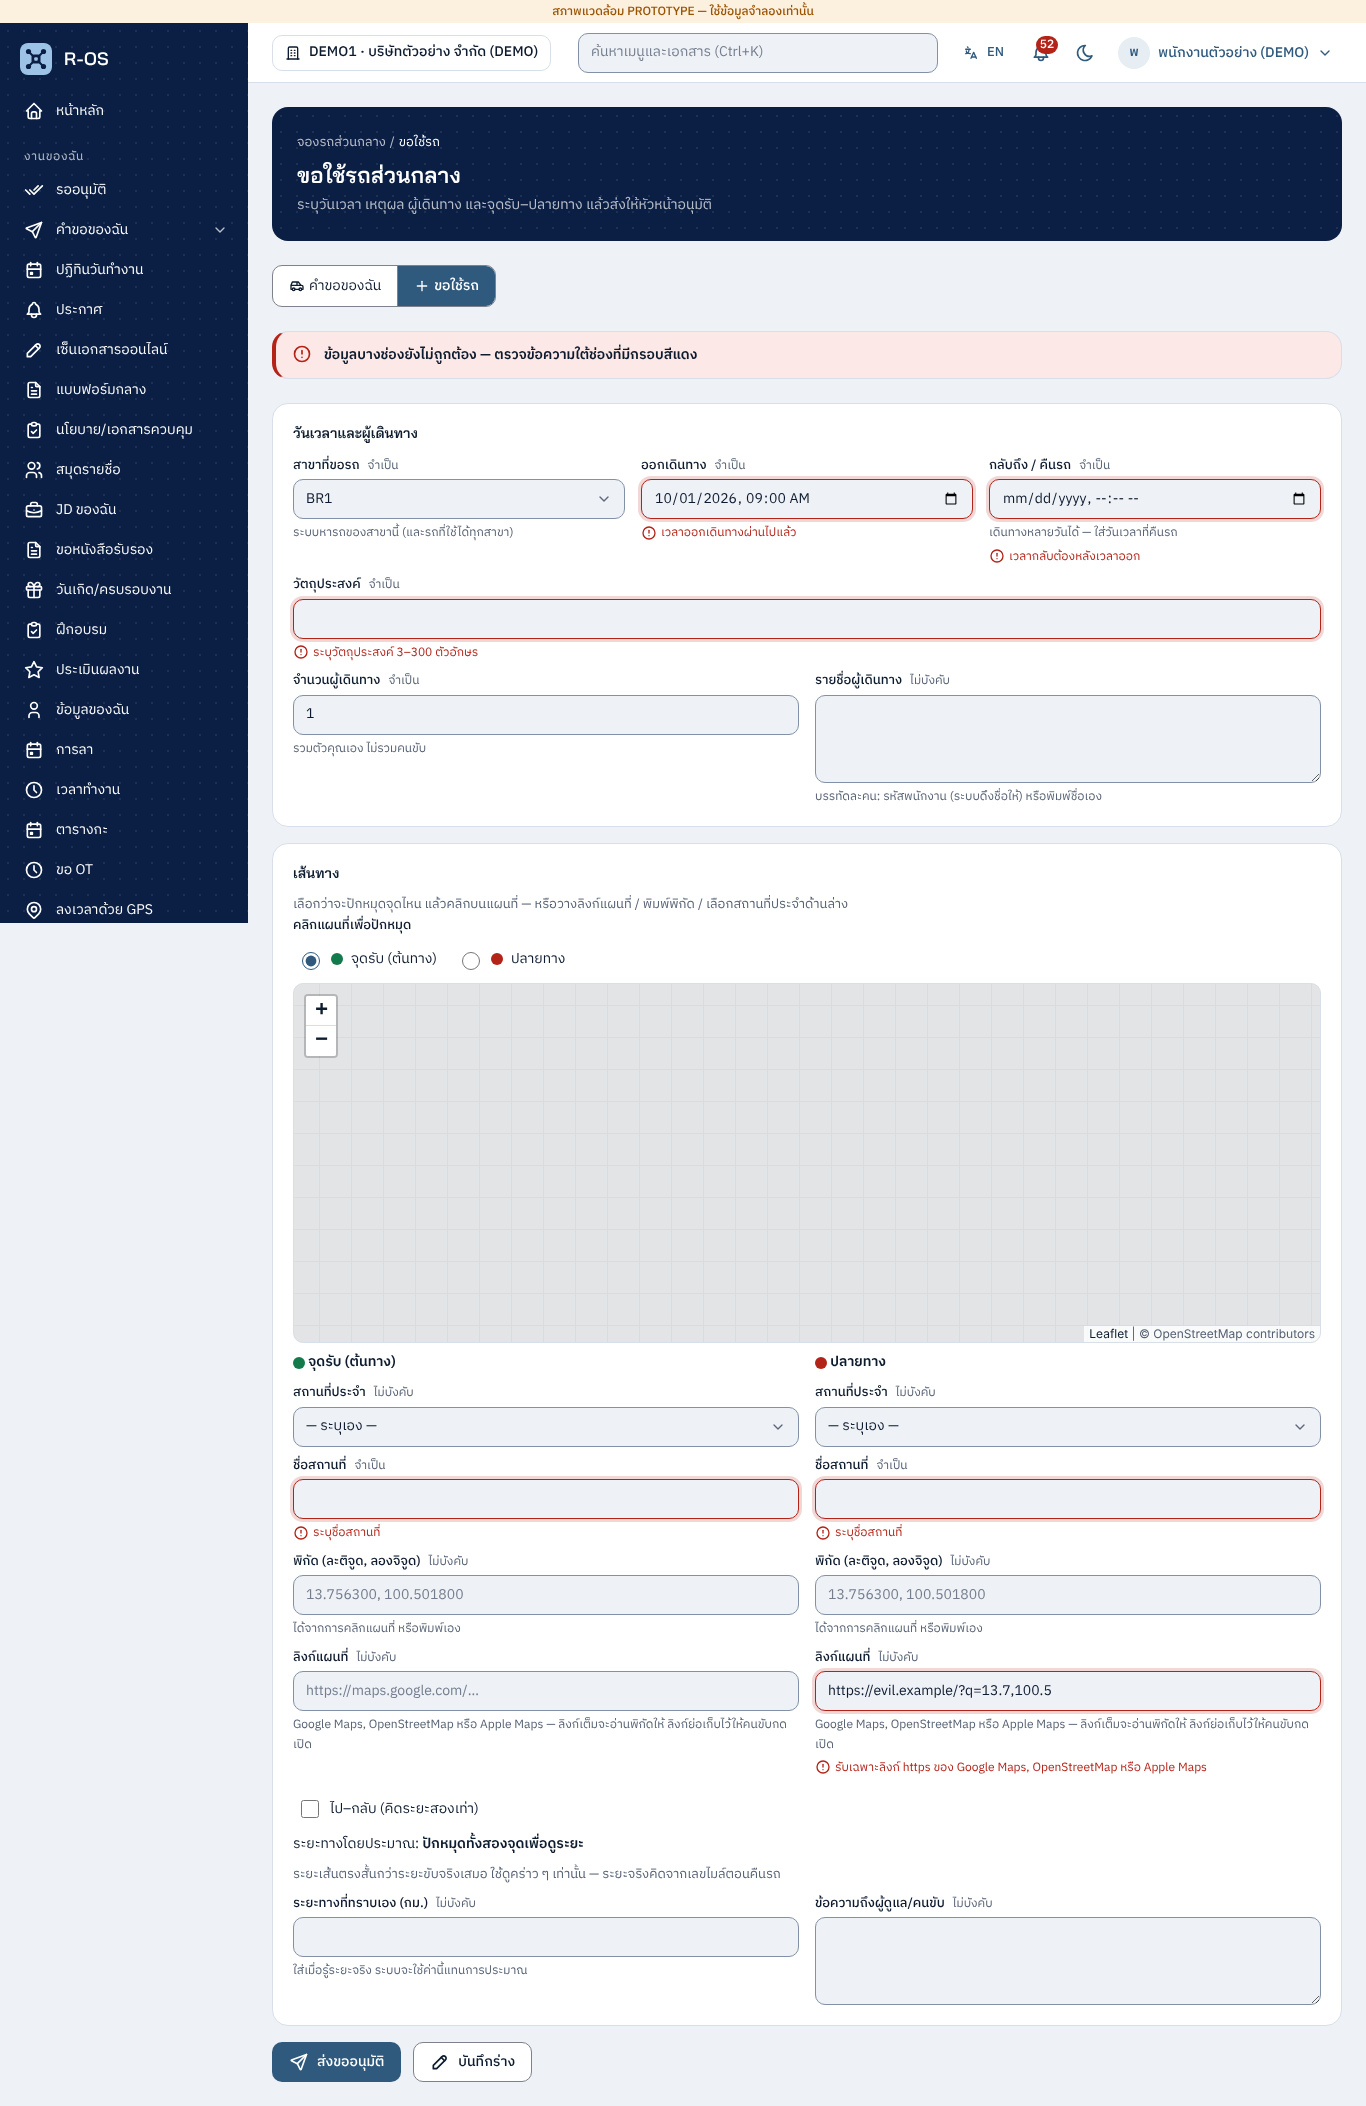 สภาพแวดล้อม PROTOTYPE — ใช้ข้อมูลจำลองเท่านั้น
R-OS
DEMO1 · บริษัทตัวอย่าง จำกัด (DEMO)
ค้นหาเมนูและเอกสาร (Ctrl+K)
EN
52
พ
พนักงานตัวอย่าง (DEMO)
หน้าหลัก
งานของฉัน
รออนุมัติ
คำขอของฉัน
ปฏิทินวันทำงาน
ประกาศ
เซ็นเอกสารออนไลน์
แบบฟอร์มกลาง
นโยบาย/เอกสารควบคุม
สมุดรายชื่อ
JD ของฉัน
ขอหนังสือรับรอง
วันเกิด/ครบรอบงาน
ฝึกอบรม
ประเมินผลงาน
ข้อมูลของฉัน
การลา
เวลาทำงาน
ตารางกะ
ขอ OT
ลงเวลาด้วย GPS
จองรถส่วนกลาง / ขอใช้รถ
ขอใช้รถส่วนกลาง
ระบุวันเวลา เหตุผล ผู้เดินทาง และจุดรับ–ปลายทาง แล้วส่งให้หัวหน้าอนุมัติ
คำขอของฉัน
ขอใช้รถ
ข้อมูลบางช่องยังไม่ถูกต้อง — ตรวจข้อความใต้ช่องที่มีกรอบสีแดง
วันเวลาและผู้เดินทาง
สาขาที่ขอรถ จำเป็น
ออกเดินทาง จำเป็น
กลับถึง / คืนรถ จำเป็น
BR1
10/01/2026, 09:00 AM
mm/dd/yyyy, --:-- --
ระบบหารถของสาขานี้ (และรถที่ใช้ได้ทุกสาขา)
เวลาออกเดินทางผ่านไปแล้ว
เดินทางหลายวันได้ — ใส่วันเวลาที่คืนรถ
เวลากลับต้องหลังเวลาออก
วัตถุประสงค์ จำเป็น
ระบุวัตถุประสงค์ 3–300 ตัวอักษร
จำนวนผู้เดินทาง จำเป็น
รายชื่อผู้เดินทาง ไม่บังคับ
1
รวมตัวคุณเอง ไม่รวมคนขับ
บรรทัดละคน: รหัสพนักงาน (ระบบดึงชื่อให้) หรือพิมพ์ชื่อเอง
เส้นทาง
เลือกว่าจะปักหมุดจุดไหน แล้วคลิกบนแผนที่ — หรือวางลิงก์แผนที่ / พิมพ์พิกัด / เลือกสถานที่ประจำด้านล่าง
คลิกแผนที่เพื่อปักหมุด
จุดรับ (ต้นทาง)
ปลายทาง
+
−
Leaflet | © OpenStreetMap contributors
จุดรับ (ต้นทาง)
ปลายทาง
สถานที่ประจำ ไม่บังคับ
สถานที่ประจำ ไม่บังคับ
— ระบุเอง —
— ระบุเอง —
ชื่อสถานที่ จำเป็น
ชื่อสถานที่ จำเป็น
ระบุชื่อสถานที่
ระบุชื่อสถานที่
พิกัด (ละติจูด, ลองจิจูด) ไม่บังคับ
พิกัด (ละติจูด, ลองจิจูด) ไม่บังคับ
13.756300, 100.501800
13.756300, 100.501800
ได้จากการคลิกแผนที่ หรือพิมพ์เอง
ได้จากการคลิกแผนที่ หรือพิมพ์เอง
ลิงก์แผนที่ ไม่บังคับ
ลิงก์แผนที่ ไม่บังคับ
https://maps.google.com/...
https://evil.example/?q=13.7,100.5
Google Maps, OpenStreetMap หรือ Apple Maps — ลิงก์เต็มจะอ่านพิกัดให้ ลิงก์ย่อเก็บไว้ให้คนขับกด
เปิด
Google Maps, OpenStreetMap หรือ Apple Maps — ลิงก์เต็มจะอ่านพิกัดให้ ลิงก์ย่อเก็บไว้ให้คนขับกด
เปิด
รับเฉพาะลิงก์ https ของ Google Maps, OpenStreetMap หรือ Apple Maps
ไป–กลับ (คิดระยะสองเท่า)
ระยะทางโดยประมาณ: ปักหมุดทั้งสองจุดเพื่อดูระยะ
ระยะเส้นตรงสั้นกว่าระยะขับจริงเสมอ ใช้ดูคร่าว ๆ เท่านั้น — ระยะจริงคิดจากเลขไมล์ตอนคืนรถ
ระยะทางที่ทราบเอง (กม.) ไม่บังคับ
ข้อความถึงผู้ดูแล/คนขับ ไม่บังคับ
ใส่เมื่อรู้ระยะจริง ระบบจะใช้ค่านี้แทนการประมาณ
ส่งขออนุมัติ
บันทึกร่าง